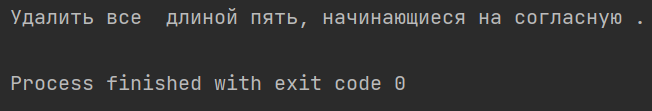 Удалить все  длиной пять, начинающиеся на согласную .
Process finished with exit code 0